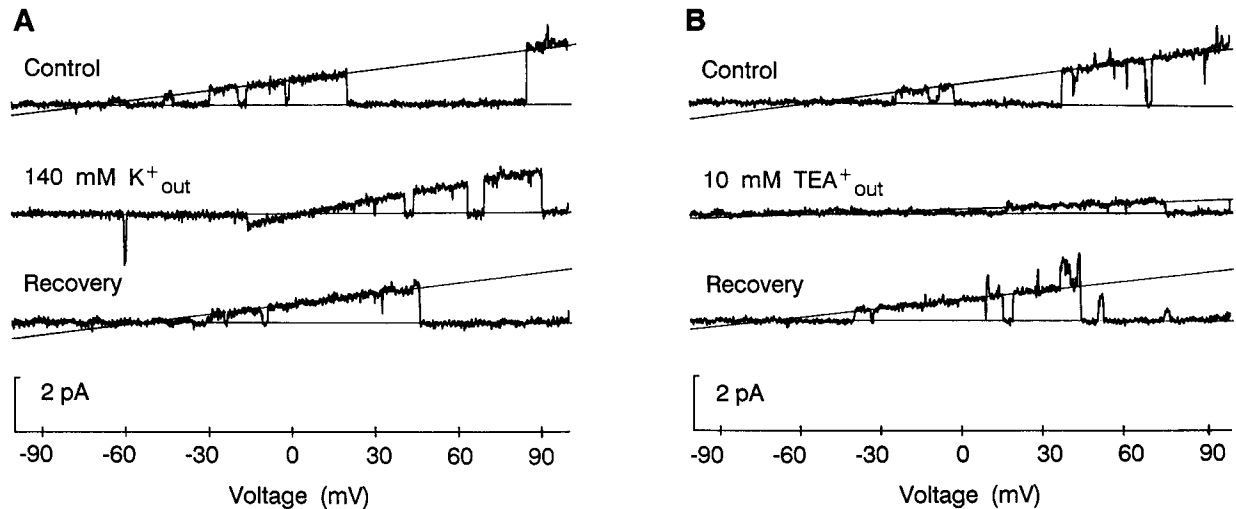 A
Control
140 mM K+out
Recovery
2 pA
-90 -60 -30 0 30 60 90
Voltage (mV)
B
Control
10 mM TEA+out
Recovery
2 pA
-90 -60 -30 0 30 60 90
Voltage (mV)